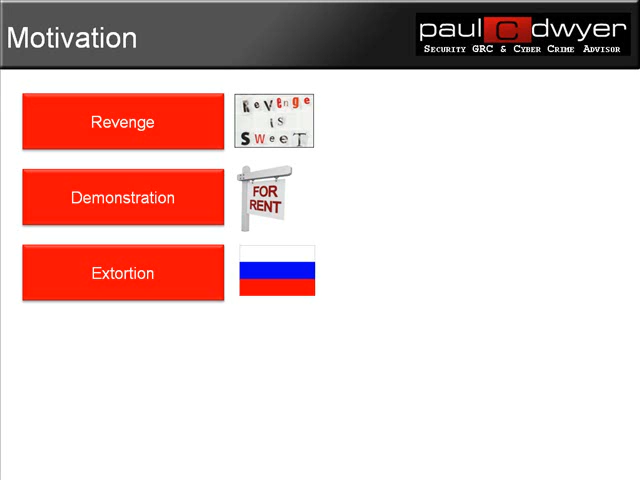 Motivation
paul C dwyer
SECURITY GRC & CYBER CRIME ADVISOR
Revenge
ReVenge
is
SweeT
Demonstration
FOR
RENT
Extortion